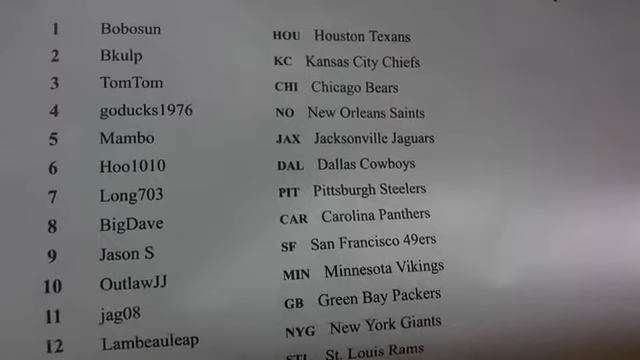 1 Bobosun HOU Houston Texans
2 Bkulp KC Kansas City Chiefs
3 TomTom CHI Chicago Bears
4 goducks1976 NO New Orleans Saints
5 Mambo JAX Jacksonville Jaguars
6 Hoo1010 DAL Dallas Cowboys
7 Long703 PIT Pittsburgh Steelers
8 BigDave CAR Carolina Panthers
9 Jason S SF San Francisco 49ers
10 OutlawJJ MIN Minnesota Vikings
11 jag08 GB Green Bay Packers
12 Lambeauleap NYG New York Giants
STL St. Louis Rams